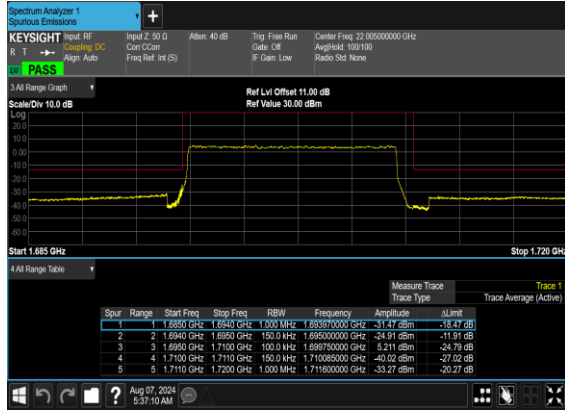 Spectrum Analyzer 1
Spurious Emissions
+
KEYSIGHT Input: RF Input Z: 50 Ω Atten: 40 dB Trig: Free Run Center Freq: 22.005000000 GHz
R T Coupling: DC Corr CCorr Gate: Off Avg|Hold: 100/100
Align: Auto Freq Ref: Int (S) IF Gain: Low Radio Std: None
LXI PASS
3 All Range Graph Ref Lvl Offset 11.00 dB
Scale/Div 10.0 dB Ref Value 30.00 dBm
Log
20.0
10.0
0.00
-10.0
-20.0
-30.0
-40.0
-50.0
-60.0
Start 1.685 GHz Stop 1.720 GHz
4 All Range Table
Measure Trace Trace 1
Trace Type Trace Average (Active)
Spur Range Start Freq Stop Freq RBW Frequency Amplitude ΔLimit
1 1 1.6850 GHz 1.6940 GHz 1.000 MHz 1.693970000 GHz -31.47 dBm -18.47 dB
2 2 1.6940 GHz 1.6950 GHz 150.0 kHz 1.695000000 GHz -24.91 dBm -11.91 dB
3 3 1.6950 GHz 1.7100 GHz 100.0 kHz 1.699750000 GHz 5.211 dBm -24.79 dB
4 4 1.7100 GHz 1.7110 GHz 150.0 kHz 1.710085000 GHz -40.02 dBm -27.02 dB
5 5 1.7110 GHz 1.7200 GHz 1.000 MHz 1.711600000 GHz -33.27 dBm -20.27 dB
? Aug 07, 2024
5:37:10 AM